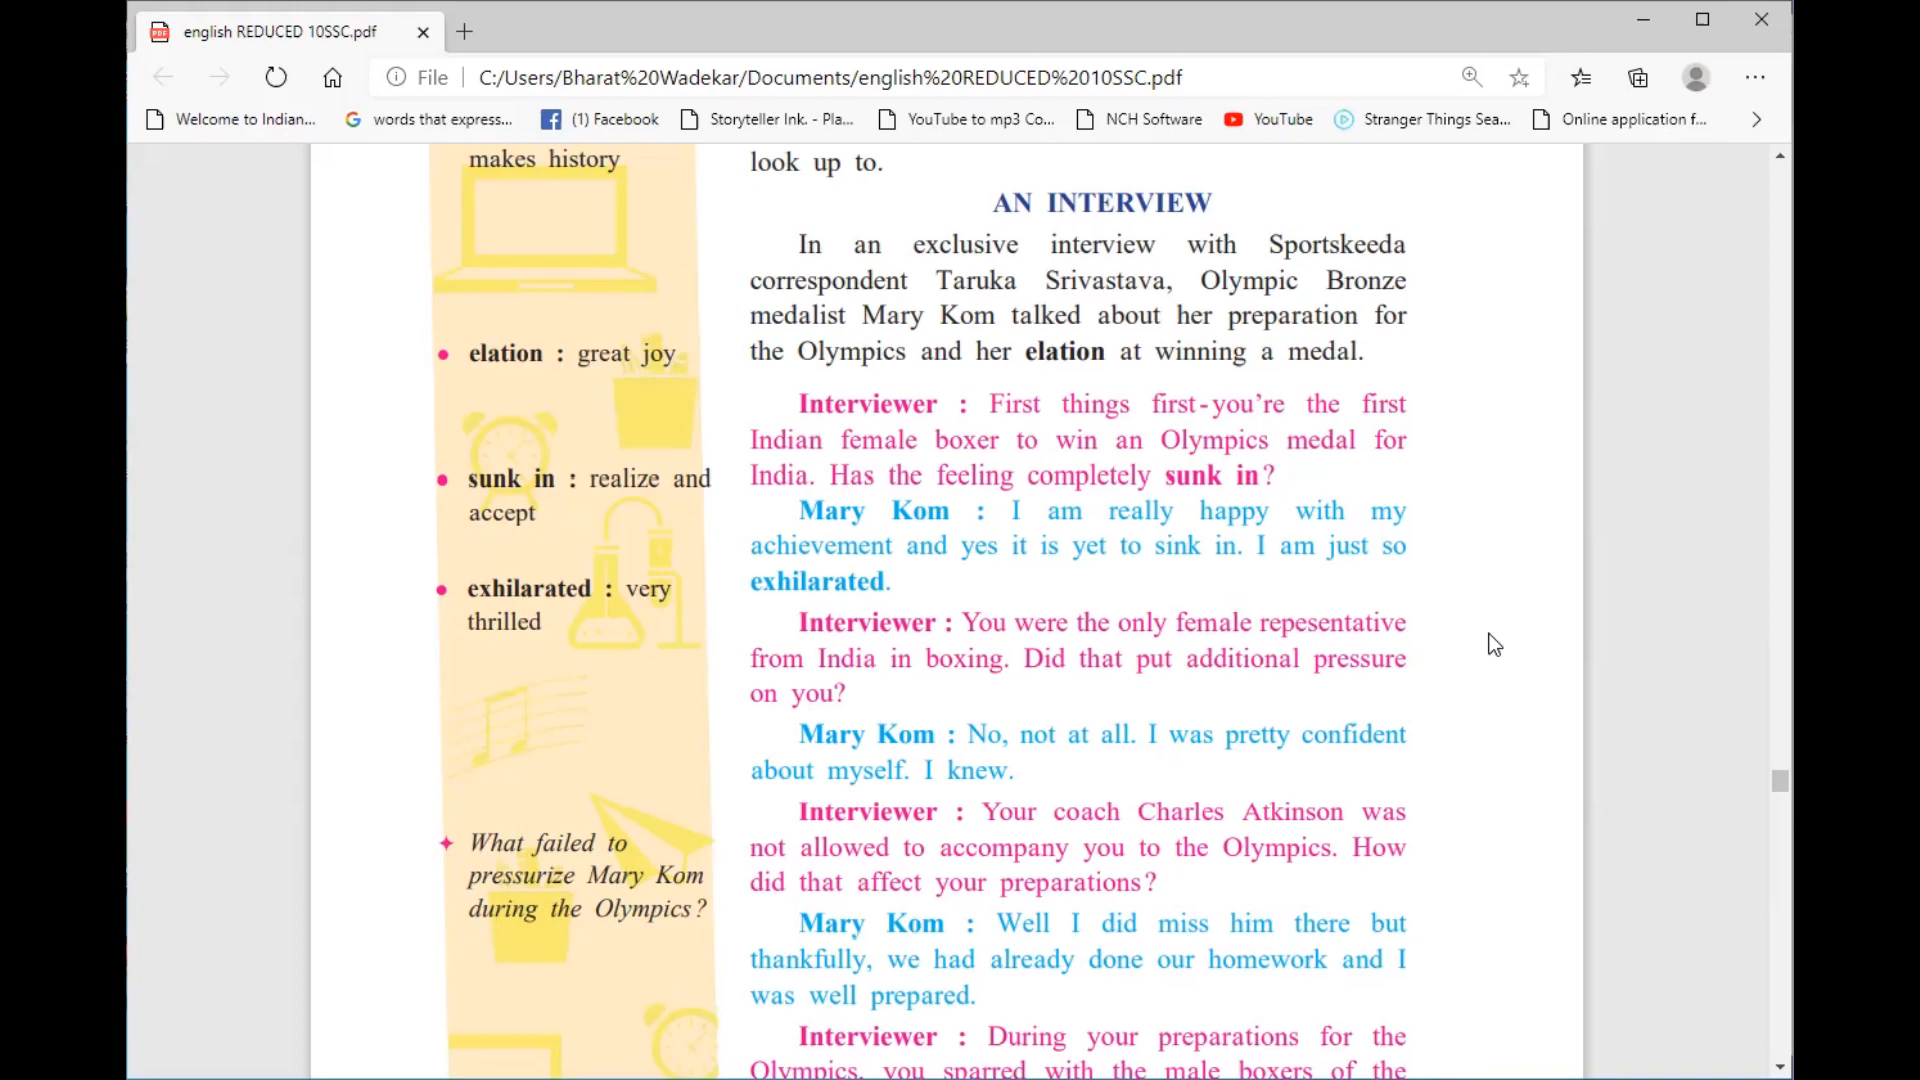 english REDUCED 10SSC.pdf
File
C:/Users/Bharat%20Wadekar/Documents/english%20REDUCED%2010SSC.pdf
Welcome to Indian...
words that express...
(1) Facebook
Storyteller Ink. - Pla...
YouTube to mp3 Co...
NCH Software
YouTube
Stranger Things Sea...
Online application f...
makes history
elation : great joy
sunk in : realize and
accept
exhilarated : very
thrilled
What failed to
pressurize Mary Kom
during the Olympics?
look up to.
AN INTERVIEW
In an exclusive interview with Sportskeeda
correspondent Taruka Srivastava, Olympic Bronze
medalist Mary Kom talked about her preparation for
the Olympics and her elation at winning a medal.
Interviewer : First things first-you're the first
Indian female boxer to win an Olympics medal for
India. Has the feeling completely sunk in?
Mary Kom : I am really happy with my
achievement and yes it is yet to sink in. I am just so
exhilarated.
Interviewer : You were the only female repesentative
from India in boxing. Did that put additional pressure
on you?
Mary Kom : No, not at all. I was pretty confident
about myself. I knew.
Interviewer : Your coach Charles Atkinson was
not allowed to accompany you to the Olympics. How
did that affect your preparations?
Mary Kom : Well I did miss him there but
thankfully, we had already done our homework and I
was well prepared.
Interviewer : During your preparations for the
Olympics, you sparred with the male boxers of the